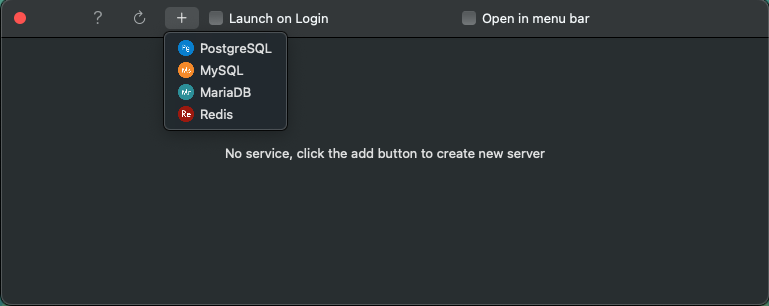 ? + Launch on Login Open in menu bar
Pg PostgreSQL
Ms MySQL
Mr MariaDB
Re Redis
No service, click the add button to create new server